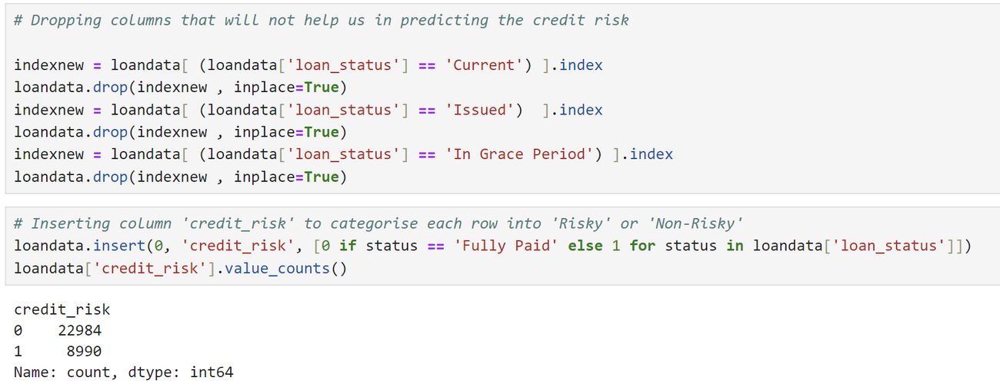 # Dropping columns that will not help us in predicting the credit risk
indexnew = loandata[ (loandata['loan_status'] == 'Current') ].index
loandata.drop(indexnew , inplace=True)
indexnew = loandata[ (loandata['loan_status'] == 'Issued')  ].index
loandata.drop(indexnew , inplace=True)
indexnew = loandata[ (loandata['loan_status'] == 'In Grace Period') ].index
loandata.drop(indexnew , inplace=True)
# Inserting column 'credit_risk' to categorise each row into 'Risky' or 'Non-Risky'
loandata.insert(0, 'credit_risk', [0 if status == 'Fully Paid' else 1 for status in loandata['loan_status']])
loandata['credit_risk'].value_counts()
credit_risk
0    22984
1     8990
Name: count, dtype: int64